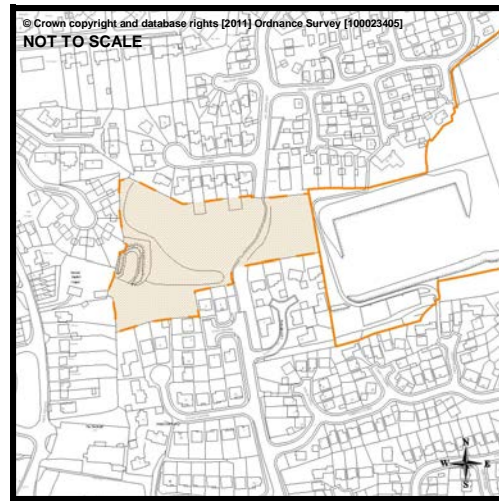 © Crown copyright and database rights [2011] Ordnance Survey [100023405]
NOT TO SCALE
N
W E
S